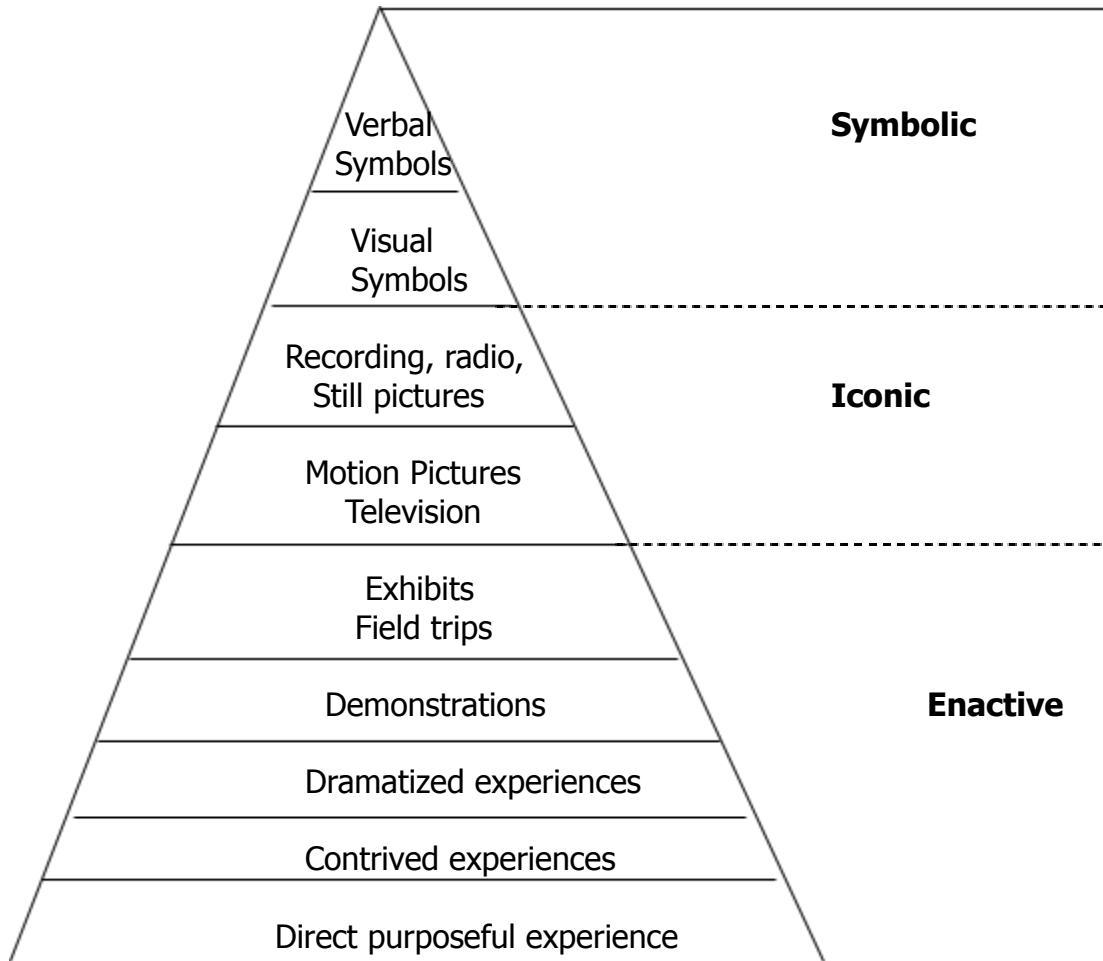 Verbal
Symbols
Symbolic
Visual
Symbols
Recording, radio,
Still pictures
Iconic
Motion Pictures
Television
Exhibits
Field trips
Demonstrations
Enactive
Dramatized experiences
Contrived experiences
Direct purposeful experience